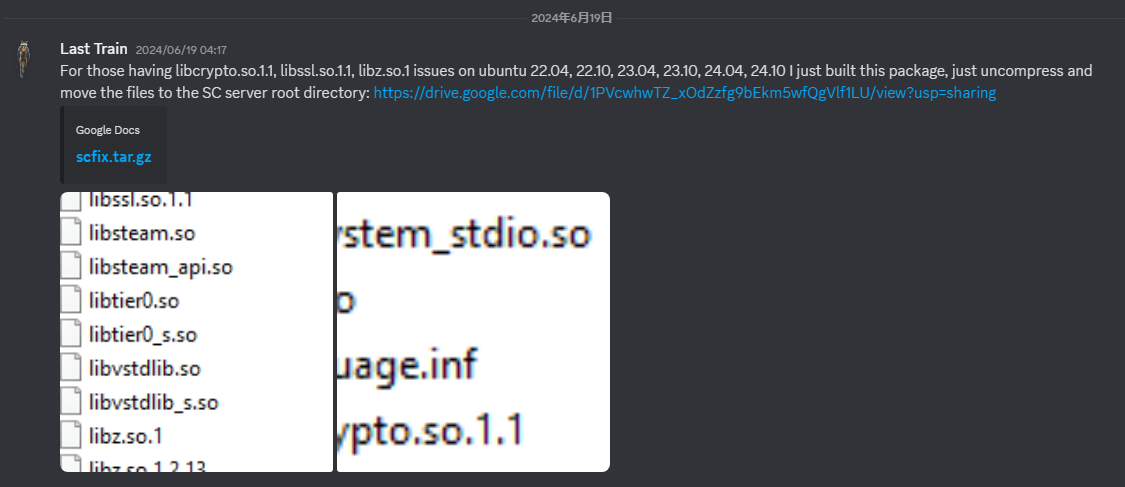 2024年6月19日
Last Train 2024/06/19 04:17
For those having libcrypto.so.1.1, libssl.so.1.1, libz.so.1 issues on ubuntu 22.04, 22.10, 23.04, 23.10, 24.04, 24.10 I just built this package, just uncompress and
move the files to the SC server root directory: https://drive.google.com/file/d/1PVcwhwTZ_xOdZzfg9bEkm5wfQgVlf1LU/view?usp=sharing
Google Docs
scfix.tar.gz
libssl.so.1.1
libsteam.so
libsteam_api.so
libtier0.so
libtier0_s.so
libvstdlib.so
libvstdlib_s.so
libz.so.1
libz.so.1.2.13
ystem_stdio.so
o
uage.inf
ypto.so.1.1